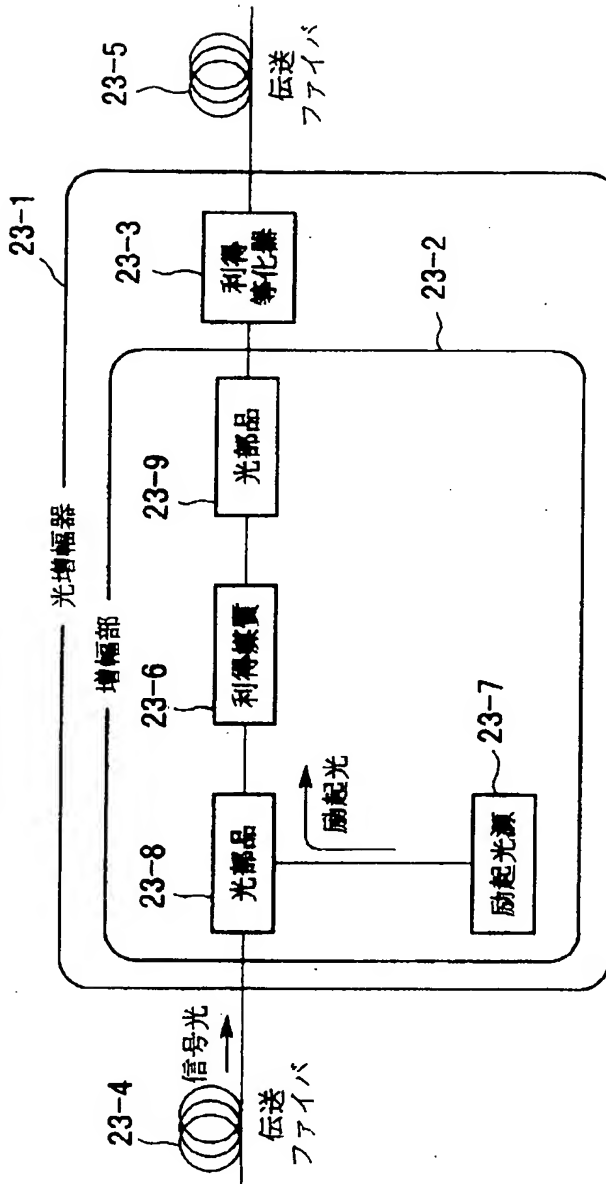 光増幅器
23-1
増幅部
23-2
23-4
信号光
伝送
ファイバ
23-8
光部品
23-6
利得媒質
23-9
光部品
23-3
利得
等化器
23-5
伝送
ファイバ
励起光
23-7
励起光源